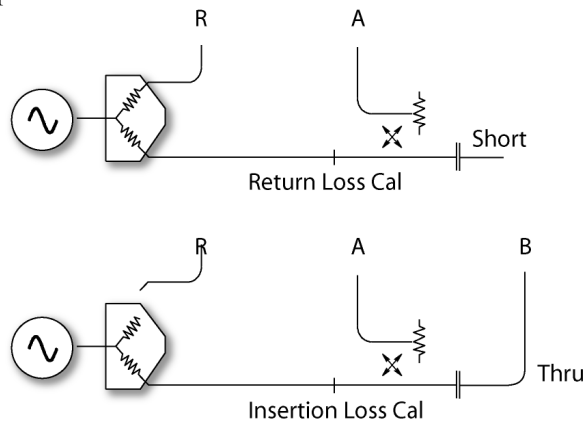 R A
Short
Return Loss Cal
R A B
Thru
Insertion Loss Cal